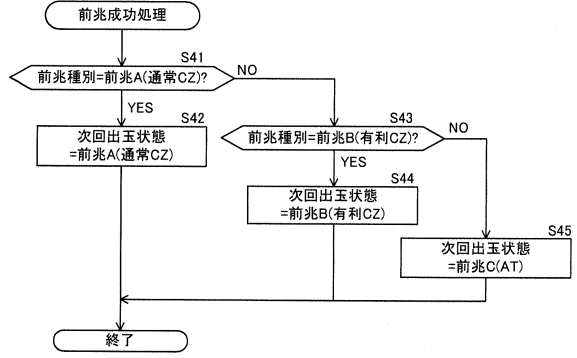 前兆成功処理
S41
前兆種別=前兆A(通常CZ)?
NO
YES
S42
次回出玉状態
=前兆A(通常CZ)
S43
前兆種別=前兆B(有利CZ)?
NO
YES
S44
次回出玉状態
=前兆B(有利CZ)
S45
次回出玉状態
=前兆C(AT)
終了